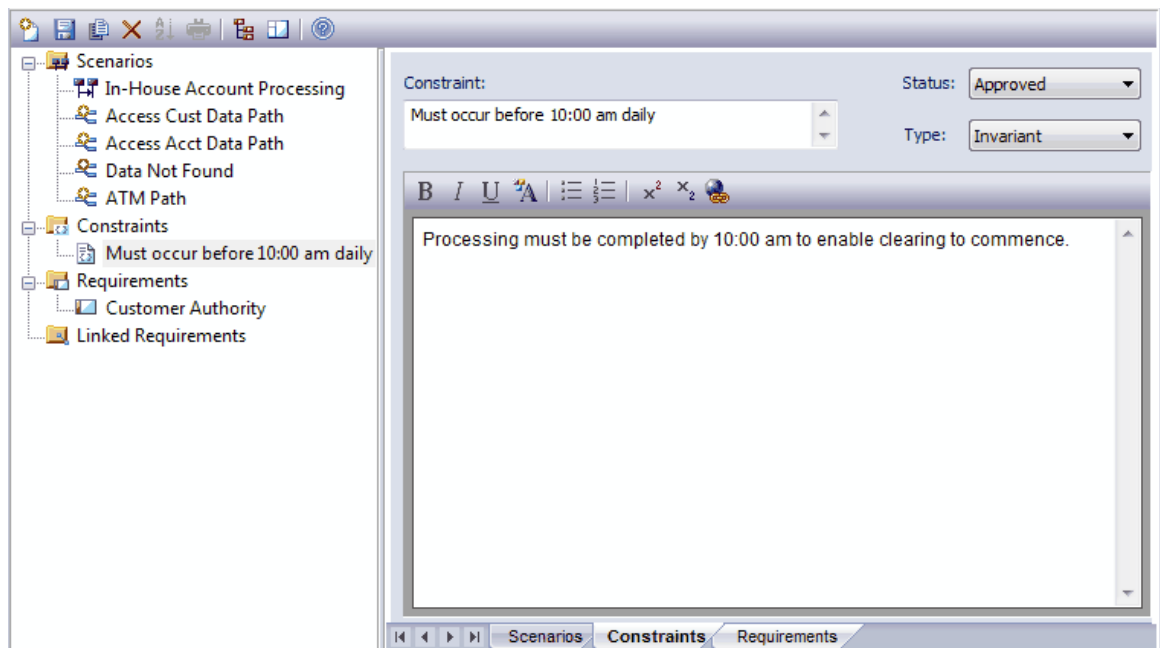 Scenarios
In-House Account Processing
Access Cust Data Path
Access Acct Data Path
Data Not Found
ATM Path
Constraints
Must occur before 10:00 am daily
Requirements
Customer Authority
Linked Requirements
Constraint:
Must occur before 10:00 am daily
Status: Approved
Type: Invariant
B I U A x² x₂
Processing must be completed by 10:00 am to enable clearing to commence.
Scenarios Constraints Requirements